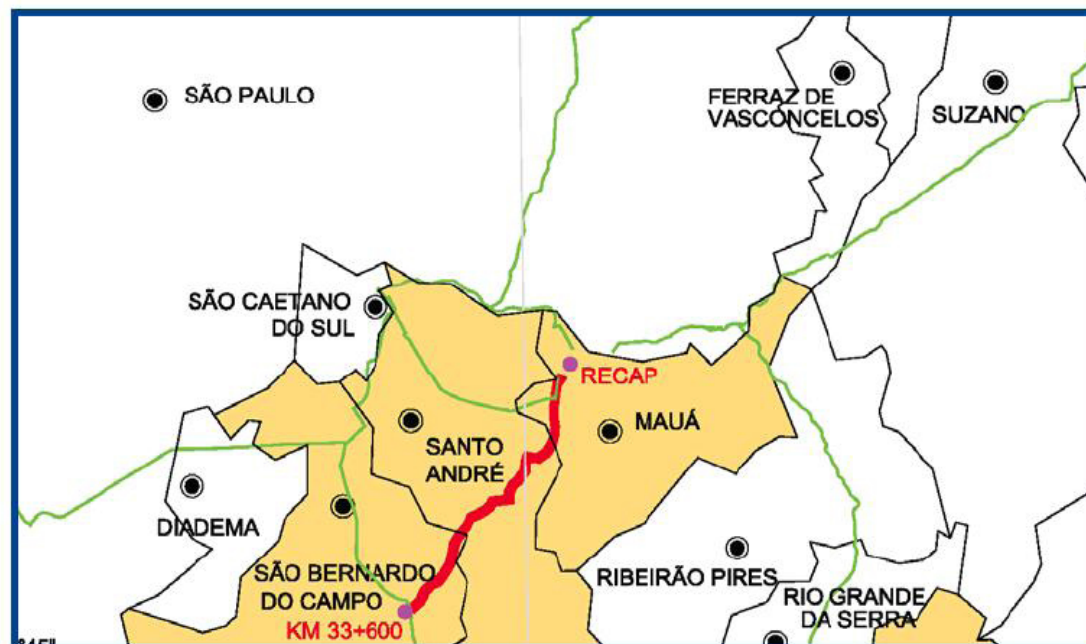 SÃO PAULO
FERRAZ DE
VASCONCELOS
SUZANO
SÃO CAETANO
DO SUL
RECAP
MAUÁ
SANTO
ANDRÉ
DIADEMA
SÃO BERNARDO
DO CAMPO
RIBEIRÃO PIRES
RIO GRANDE
DA SERRA
KM 33+600